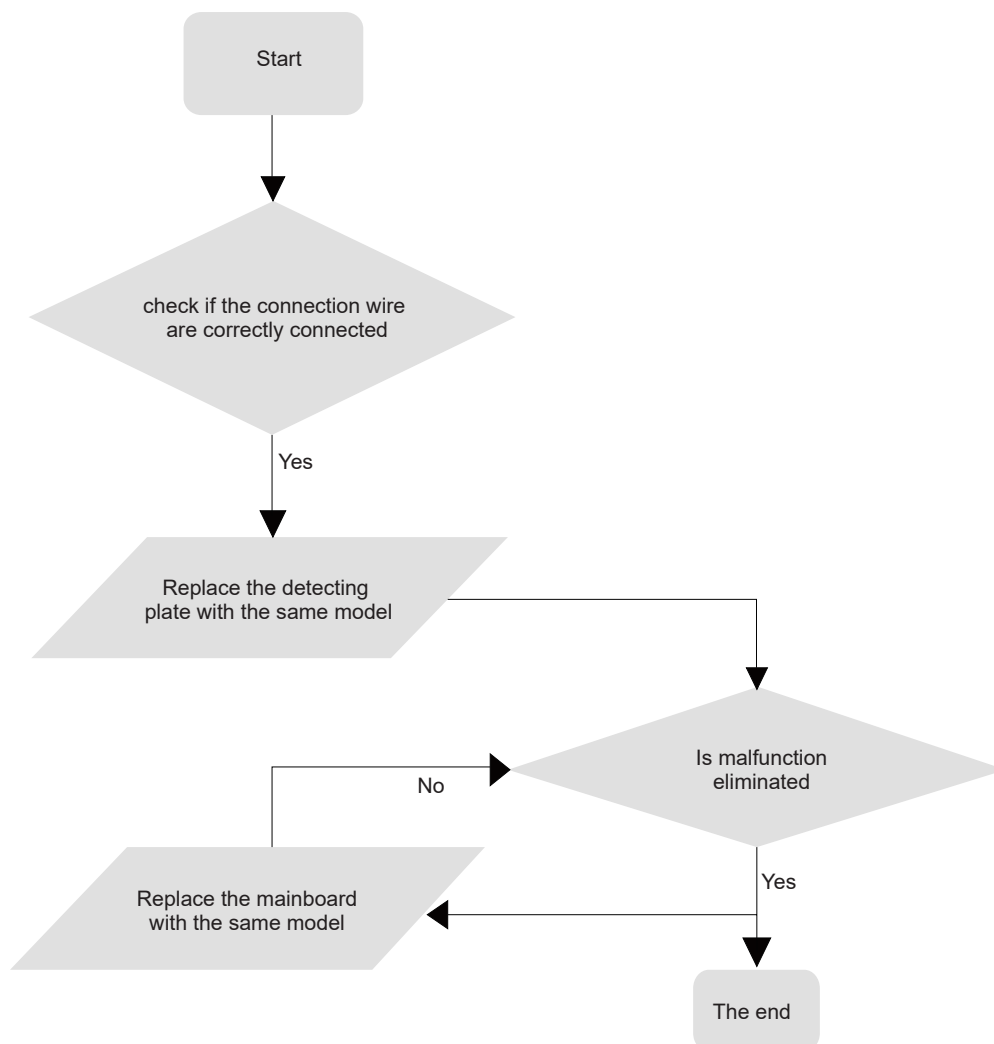 Start
check if the connection wire
are correctly connected
Yes
Replace the detecting
plate with the same model
Is malfunction
eliminated
No
Yes
Replace the mainboard
with the same model
The end